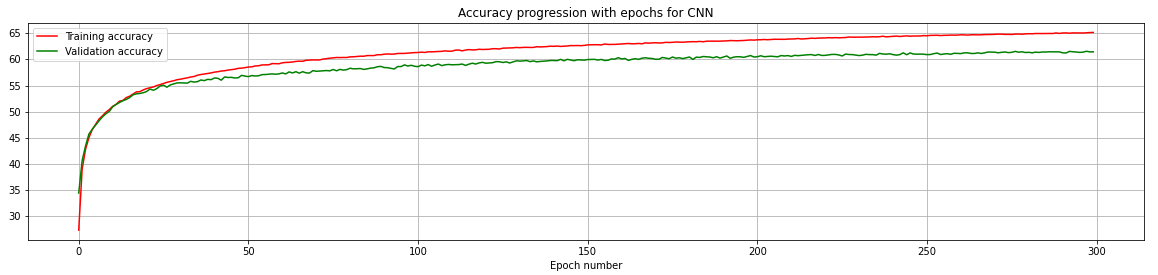 Accuracy progression with epochs for CNN
Training accuracy
Validation accuracy
65
60
55
50
45
40
35
30
0 50 100 150 200 250 300
Epoch number